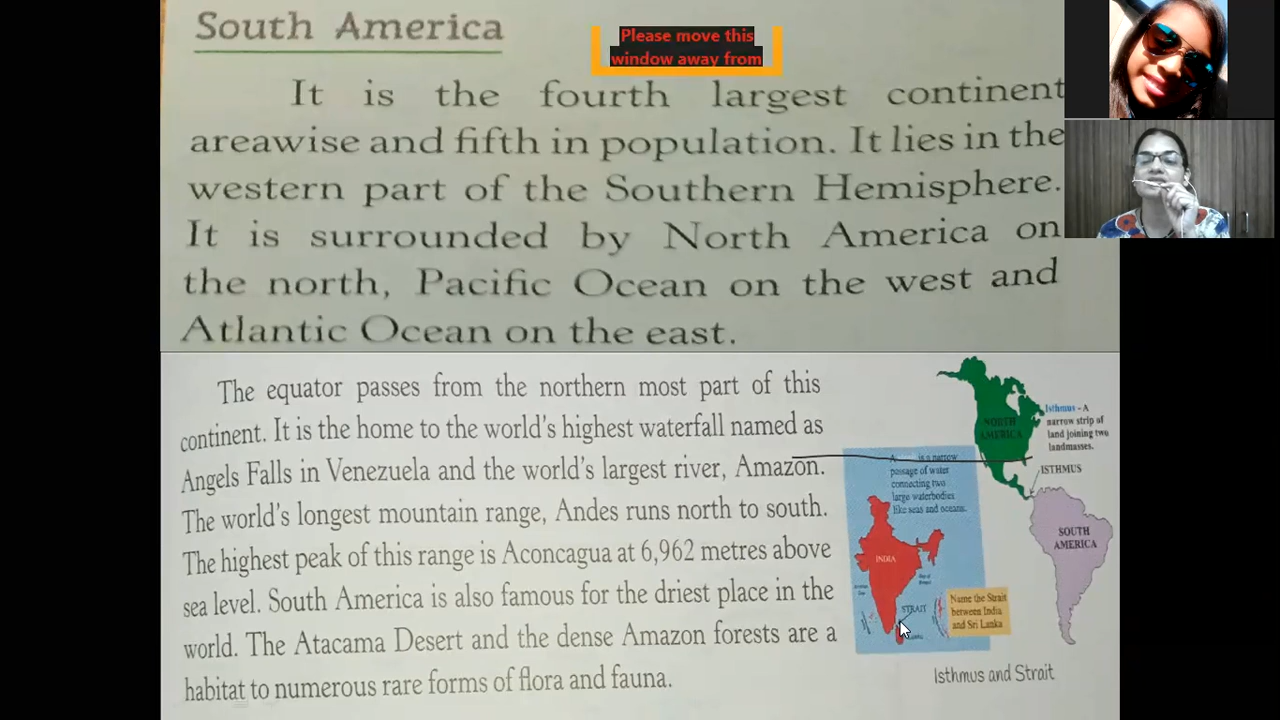 South America
Please move this
window away from
It is the fourth largest continent
areawise and fifth in population. It lies in the
western part of the Southern Hemisphere.
It is surrounded by North America on
the north, Pacific Ocean on the west and
Atlantic Ocean on the east.
The equator passes from the northern most part of this
continent. It is the home to the world's highest waterfall named as
Angels Falls in Venezuela and the world's largest river, Amazon.
The world's longest mountain range, Andes runs north to south.
The highest peak of this range is Aconcagua at 6,962 metres above
sea level. South America is also famous for the driest place in the
world. The Atacama Desert and the dense Amazon forests are a
habitat to numerous rare forms of flora and fauna.
NORTH
AMERICA
Isthmus - A
narrow strip of
land joining two
landmasses.
ISTHMUS
SOUTH
AMERICA
A is a narrow
passage of water
connecting two
large waterbodies
like seas and oceans.
INDIA
STRAIT
Name the Strait
between India
and Sri Lanka
Isthmus and Strait